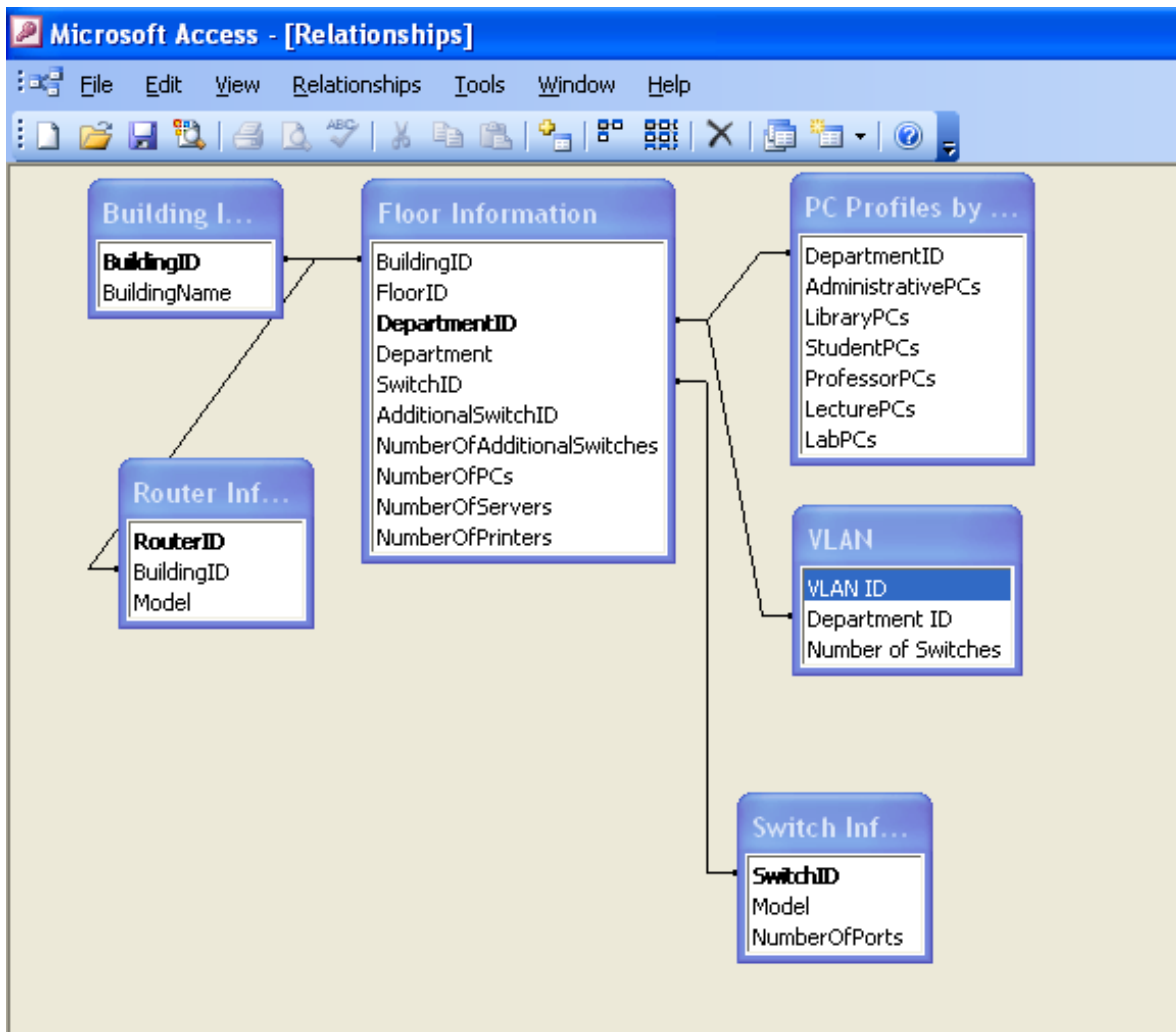 Microsoft Access - [Relationships]
File Edit View Relationships Tools Window Help
ABC
Building I...
BuildingID
BuildingName
Floor Information
BuildingID
FloorID
DepartmentID
Department
SwitchID
AdditionalSwitchID
NumberOfAdditionalSwitches
NumberOfPCs
NumberOfServers
NumberOfPrinters
PC Profiles by ...
DepartmentID
AdministrativePCs
LibraryPCs
StudentPCs
ProfessorPCs
LecturePCs
LabPCs
Router Inf...
RouterID
BuildingID
Model
VLAN
VLAN ID
Department ID
Number of Switches
Switch Inf...
SwitchID
Model
NumberOfPorts